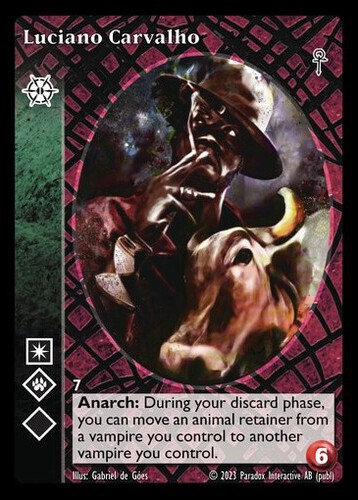 Luciano Carvalho
7
Anarch: During your discard phase,
you can move an animal retainer from
a vampire you control to another
vampire you control.
6
Illus: Gabriel de Góes © 2023 Paradox Interactive AB (publ)